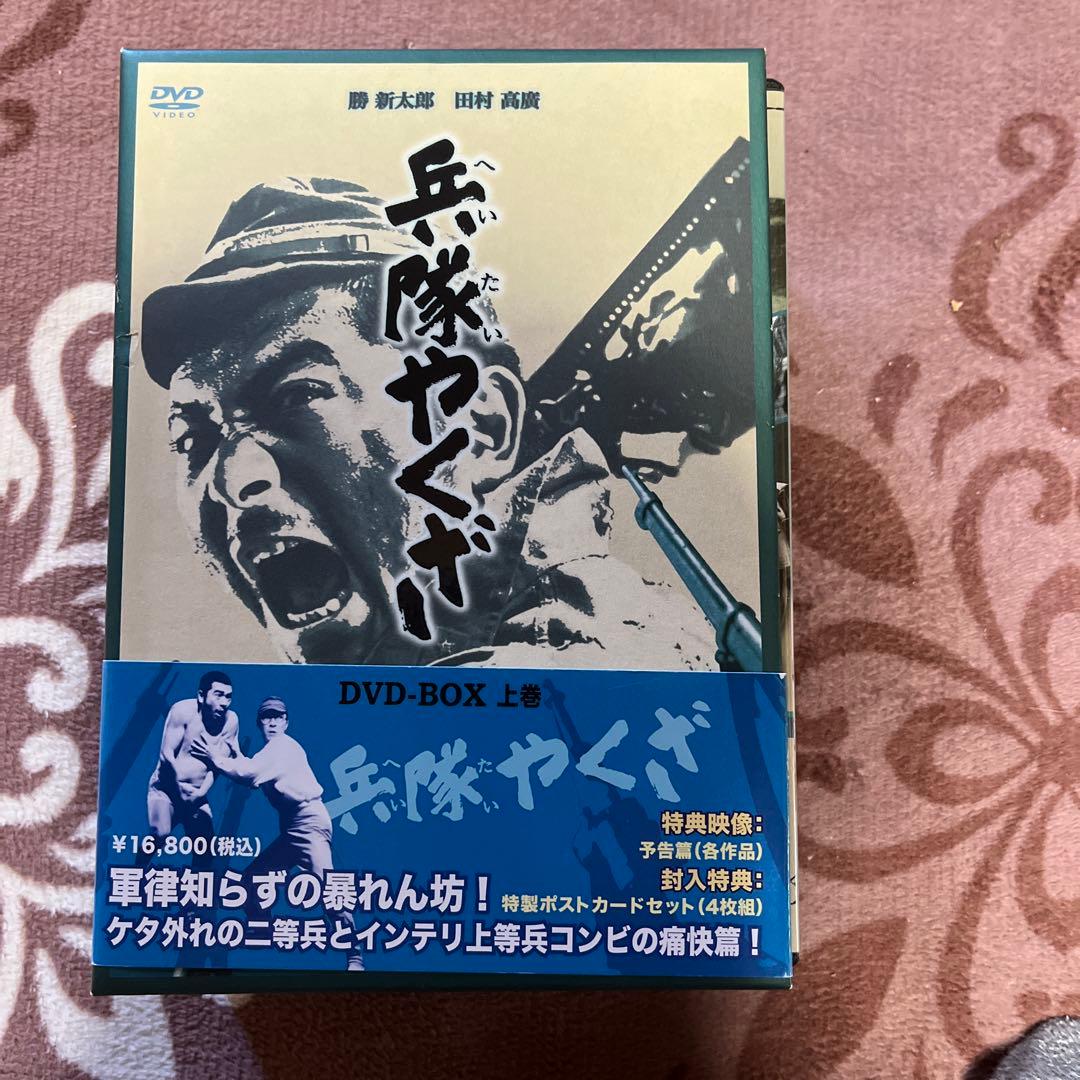 DVD
VIDEO
勝 新太郎 田村 高廣
兵隊やくざ
へいたい
DVD-BOX 上巻
兵隊やくざ
へいたい
特典映像：
予告篇（各作品）
封入特典：
特製ポストカードセット（4枚組）
￥16,800（税込）
軍律知らずの暴れん坊！
ケタ外れの二等兵とインテリ上等兵コンビの痛快篇！